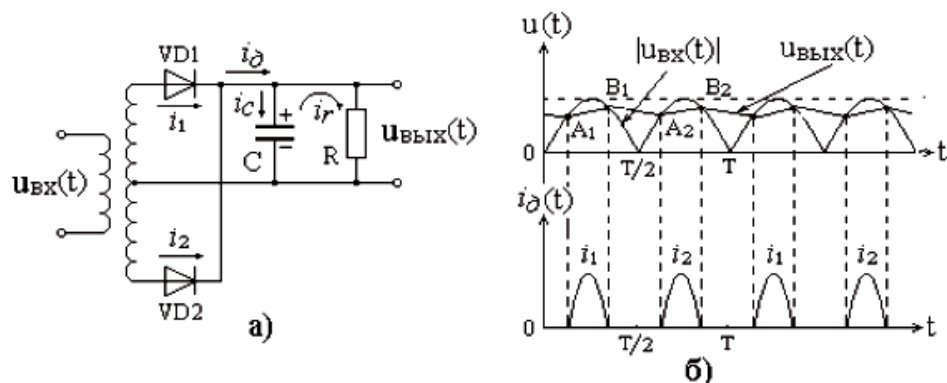 VD1
i∂
i1
iC
+
ir
−
C
R
uвых(t)
uвх(t)
i2
VD2
а)
u(t)
|uвх(t)|
uвых(t)
B1
B2
A1
A2
0
T/2
T
t
i∂(t)
i1
i2
i1
i2
0
T/2
T
t
б)